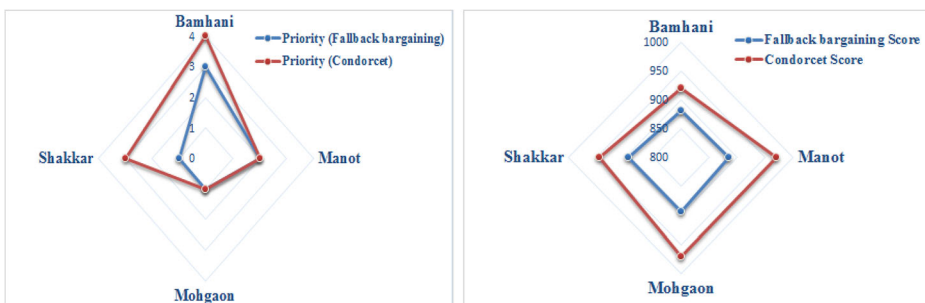 Bamhani
4
3
2
1
0
Priority (Fallback bargaining)
Priority (Condorcet)
Shakkar
Manot
Mohgaon
Bamhani
1000
950
900
850
800
Fallback bargaining Score
Condorcet Score
Shakkar
Manot
Mohgaon